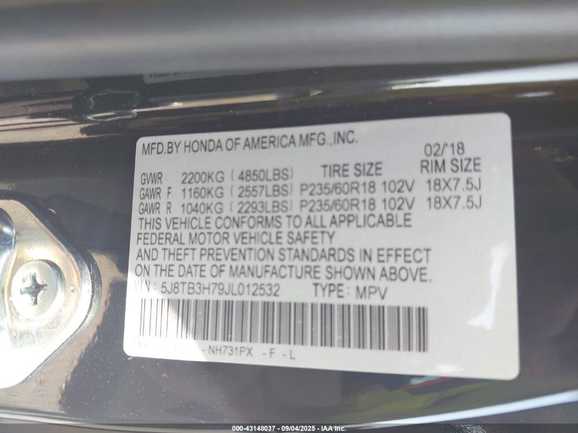 MFD.BY HONDA OF AMERICA MFG.,INC. 02/'18
GVWR 2200KG (4850LBS) TIRE SIZE RIM SIZE
GAWR F 1160KG (2557LBS) P235/60R18 102V 18X7.5J
GAWR R 1040KG (2293LBS) P235/60R18 102V 18X7.5J
THIS VEHICLE CONFORMS TO ALL APPLICABLE
FEDERAL MOTOR VEHICLE SAFETY
AND THEFT PREVENTION STANDARDS IN EFFECT
ON THE DATE OF MANUFACTURE SHOWN ABOVE.
5J8TB3H79JL012532 TYPE: MPV
-NH731PX -F -L
000-43148037 - 09/04/2025 - IAAI.COM